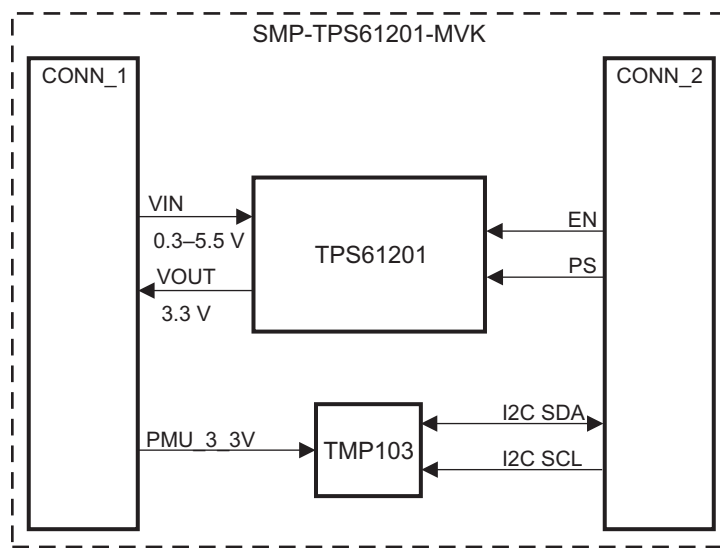 SMP-TPS61201-MVK
CONN_1
CONN_2
VIN
0.3–5.5 V
VOUT
3.3 V
TPS61201
EN
PS
PMU_3_3V
TMP103
I2C SDA
I2C SCL